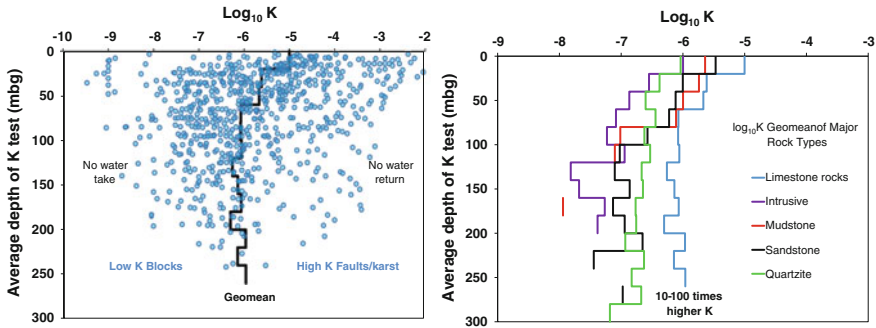 Log10 K
-10 -9 -8 -7 -6 -5 -4 -3 -2
0
50
100
150
200
250
300
Average depth of K test (mbg)
No water
take
No water
return
Low K Blocks
High K Faults/karst
Geomean
Log10 K
-9 -8 -7 -6 -5 -4 -3
0
50
100
150
200
250
300
Average depth of K test (mbg)
log10K Geomeanof Major
Rock Types
Limestone rocks
Intrusive
Mudstone
Sandstone
Quartzite
10-100 times
higher K